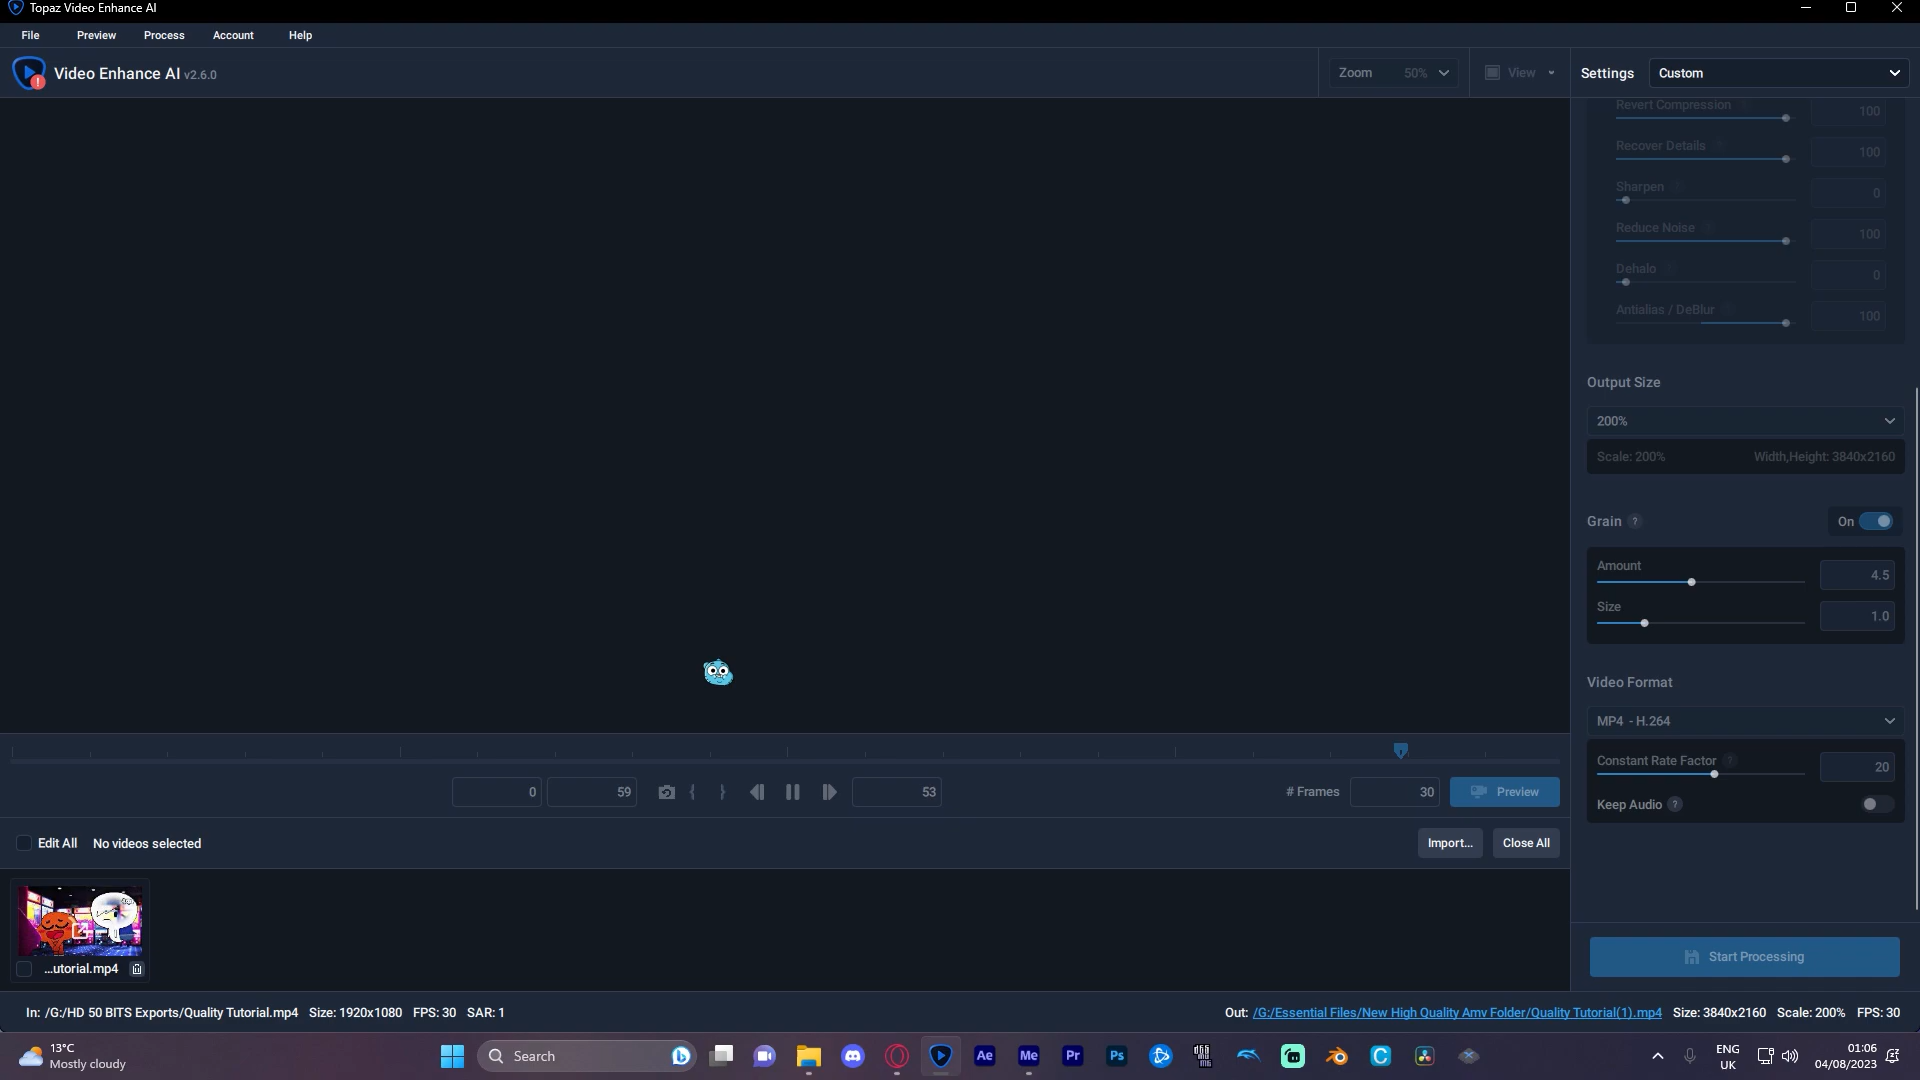 Topaz Video Enhance AI
File Preview Process Account Help
Video Enhance AI v2.6.0
Zoom 50%
View
Settings Custom
Revert Compression 100
Recover Details 100
Sharpen 0
Reduce Noise 100
Dehalo 0
Antialias / DeBlur 100
Output Size
200%
Scale: 200% Width,Height: 3840x2160
Grain ? On
Amount 4.5
Size 1.0
Video Format
MP4 - H.264
Constant Rate Factor ? 20
Keep Audio ?
0 59 { } 53
# Frames 30 Preview
Edit All No videos selected
Import... Close All
...utorial.mp4
Start Processing
In: /G:/HD 50 BITS Exports/Quality Tutorial.mp4 Size: 1920x1080 FPS: 30 SAR: 1
Out: /G:/Essential Files/New High Quality Amv Folder/Quality Tutorial(1).mp4 Size: 3840x2160 Scale: 200% FPS: 30
13°C
Mostly cloudy
Search
Ae Me Pr Ps
ENG
UK
01:06
04/08/2023